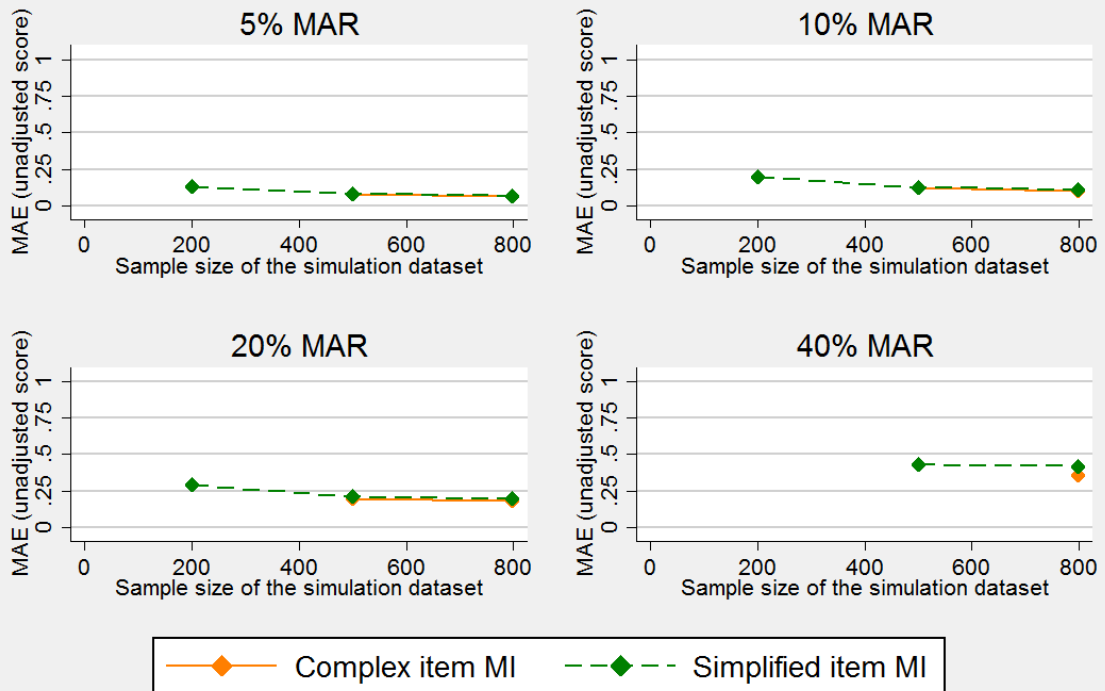 5% MAR
MAE (unadjusted score)
1
.75
.5
.25
0
0 200 400 600 800
Sample size of the simulation dataset
10% MAR
MAE (unadjusted score)
1
.75
.5
.25
0
0 200 400 600 800
Sample size of the simulation dataset
20% MAR
MAE (unadjusted score)
1
.75
.5
.25
0
0 200 400 600 800
Sample size of the simulation dataset
40% MAR
MAE (unadjusted score)
1
.75
.5
.25
0
0 200 400 600 800
Sample size of the simulation dataset
Complex item MI Simplified item MI